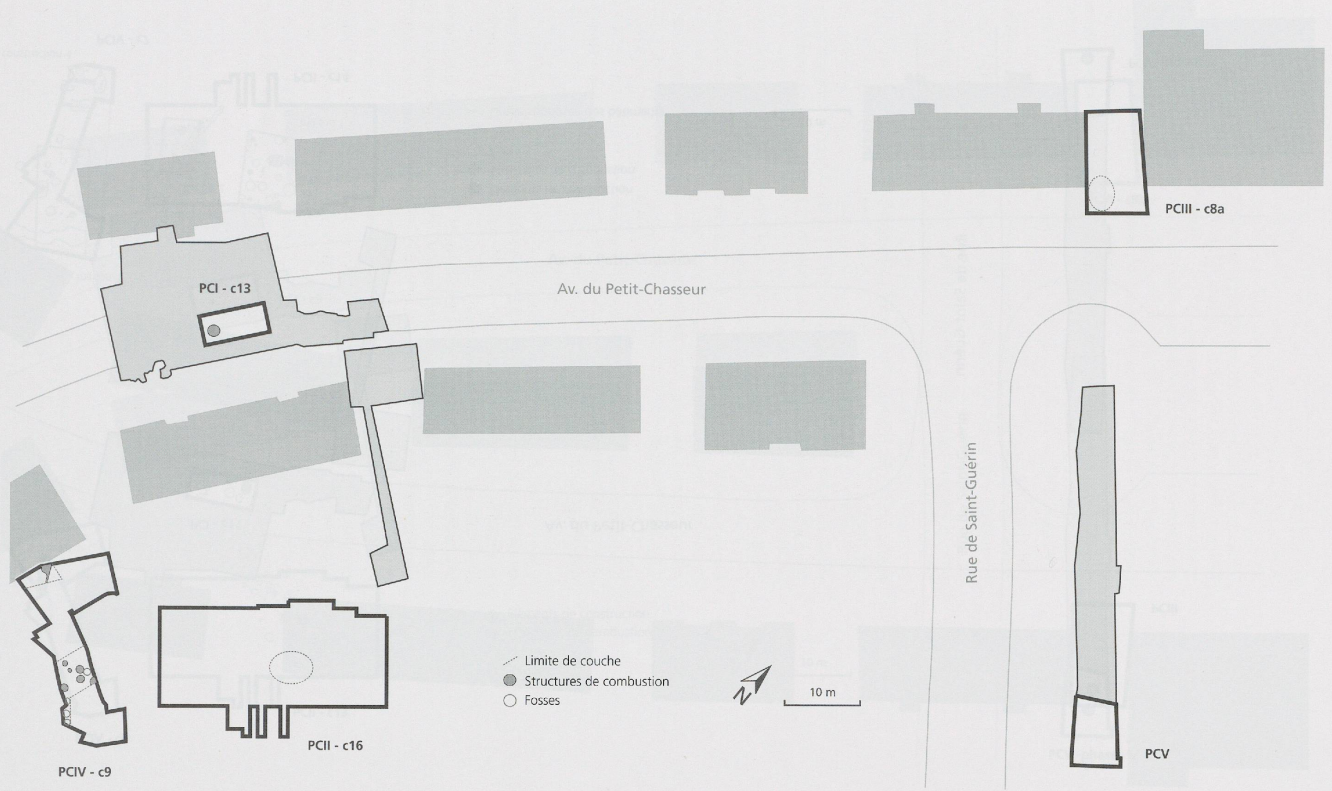 PCIII - c8a
PCI - c13
Av. du Petit-Chasseur
Rue de Saint-Guérin
Limite de couche
Structures de combustion
Fosses
N
10 m
PCII - c16
PCV
PCIV - c9